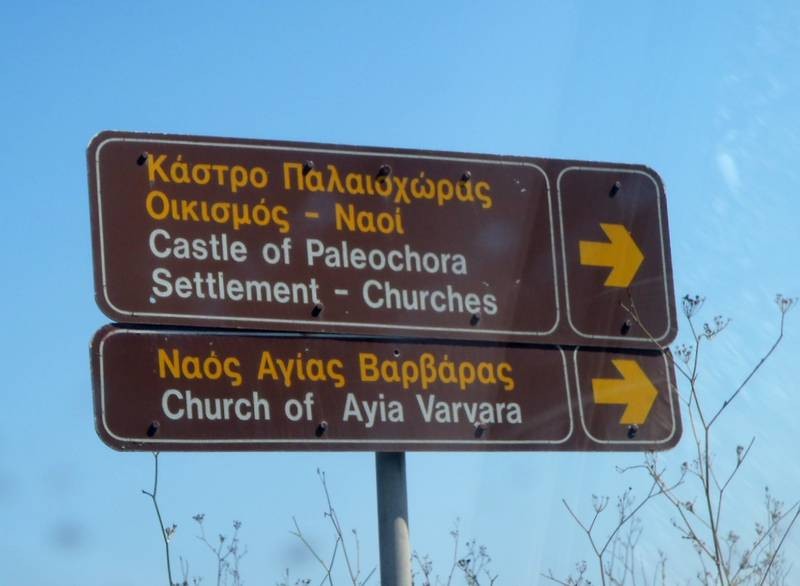 Κάστρο Παλαιοχώρας
Οικισμός - Ναοί
Castle of Paleochora
Settlement - Churches
Ναός Αγίας Βαρβάρας
Church of Ayia Varvara